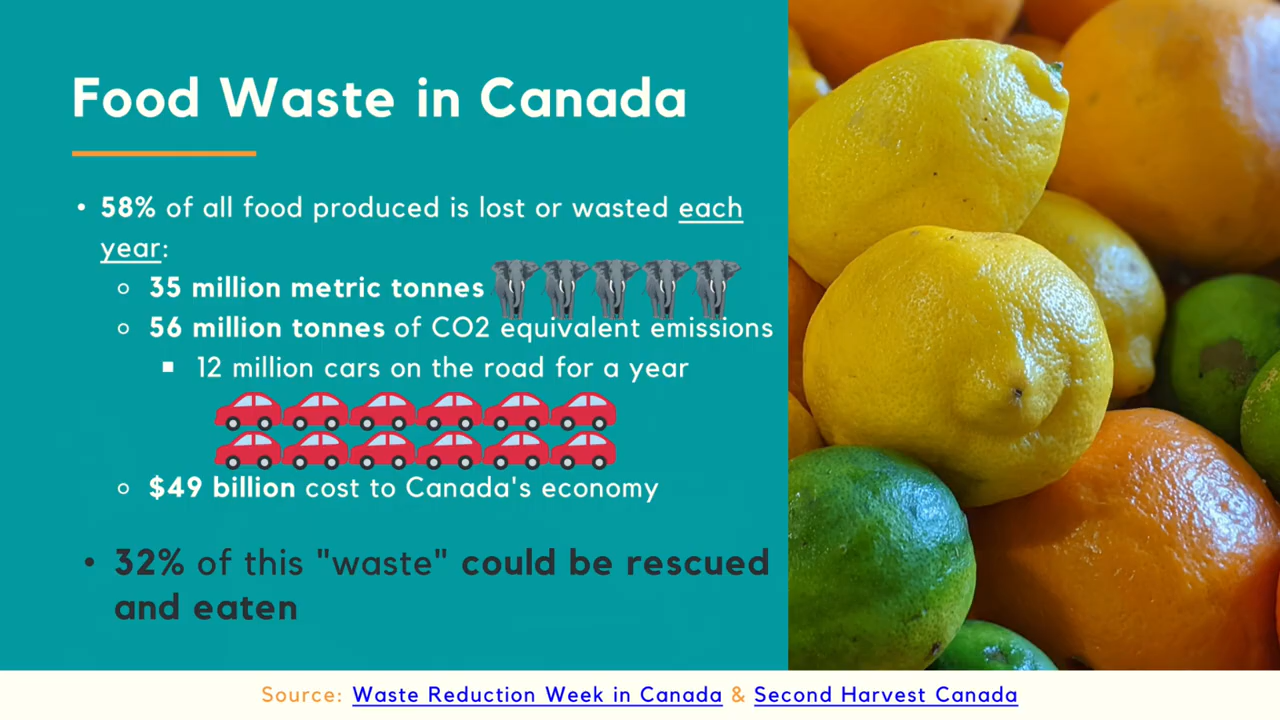 Food Waste in Canada
• 58% of all food produced is lost or wasted each
year:
○ 35 million metric tonnes
○ 56 million tonnes of CO2 equivalent emissions
▪ 12 million cars on the road for a year
○ $49 billion cost to Canada's economy
• 32% of this "waste" could be rescued
and eaten
Source: Waste Reduction Week in Canada & Second Harvest Canada